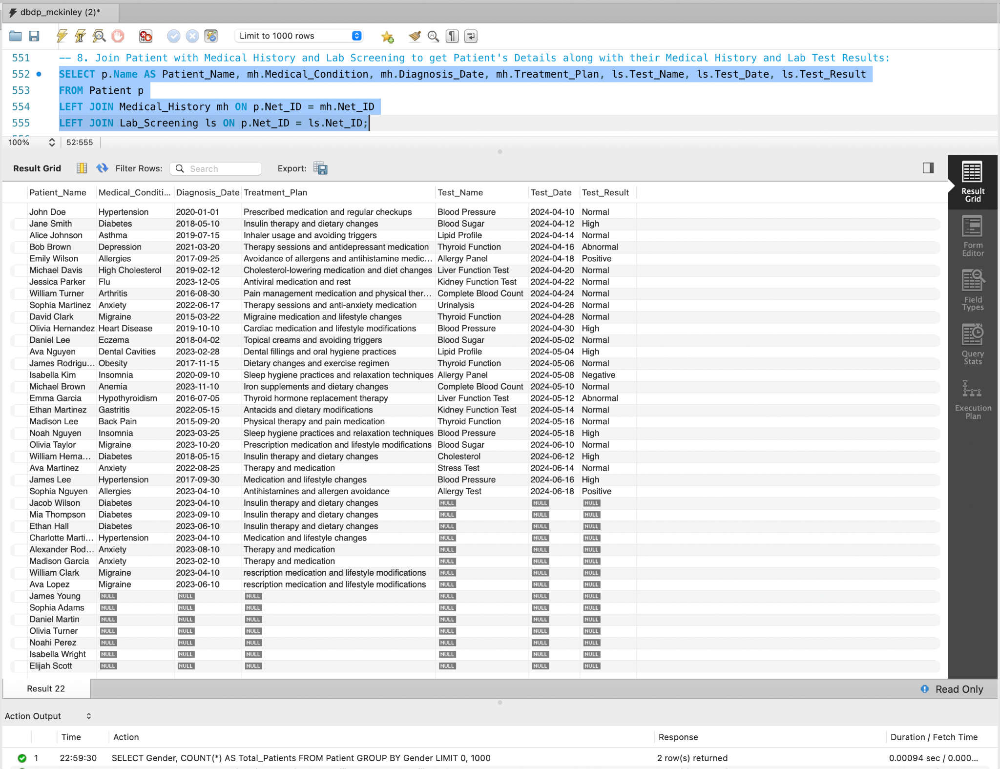 dbdp_mckinley (2)*
Limit to 1000 rows
551 -- 8. Join Patient with Medical History and Lab Screening to get Patient's Details along with their Medical History and Lab Test Results:
552 SELECT p.Name AS Patient_Name, mh.Medical_Condition, mh.Diagnosis_Date, mh.Treatment_Plan, ls.Test_Name, ls.Test_Date, ls.Test_Result
553 FROM Patient p
554 LEFT JOIN Medical_History mh ON p.Net_ID = mh.Net_ID
555 LEFT JOIN Lab_Screening ls ON p.Net_ID = ls.Net_ID;
100% 52:555
Result Grid Filter Rows: Search Export:
Patient_Name Medical_Conditi... Diagnosis_Date Treatment_Plan Test_Name Test_Date Test_Result
John Doe Hypertension 2020-01-01 Prescribed medication and regular checkups Blood Pressure 2024-04-10 Normal
Jane Smith Diabetes 2018-05-10 Insulin therapy and dietary changes Blood Sugar 2024-04-12 High
Alice Johnson Asthma 2019-07-15 Inhaler usage and avoiding triggers Lipid Profile 2024-04-14 Normal
Bob Brown Depression 2021-03-20 Therapy sessions and antidepressant medication Thyroid Function 2024-04-16 Abnormal
Emily Wilson Allergies 2017-09-25 Avoidance of allergens and antihistamine medic... Allergy Panel 2024-04-18 Positive
Michael Davis High Cholesterol 2019-02-12 Cholesterol-lowering medication and diet changes Liver Function Test 2024-04-20 Normal
Jessica Parker Flu 2023-12-05 Antiviral medication and rest Kidney Function Test 2024-04-22 Normal
William Turner Arthritis 2016-08-30 Pain management medication and physical ther... Complete Blood Count 2024-04-24 Normal
Sophia Martinez Anxiety 2022-06-17 Therapy sessions and anti-anxiety medication Urinalysis 2024-04-26 Normal
David Clark Migraine 2015-03-22 Migraine medication and lifestyle changes Thyroid Function 2024-04-28 Normal
Olivia Hernandez Heart Disease 2019-10-10 Cardiac medication and lifestyle modifications Blood Pressure 2024-04-30 High
Daniel Lee Eczema 2018-04-02 Topical creams and avoiding triggers Blood Sugar 2024-05-02 Normal
Ava Nguyen Dental Cavities 2023-02-28 Dental fillings and oral hygiene practices Lipid Profile 2024-05-04 High
James Rodrigu... Obesity 2017-11-15 Dietary changes and exercise regimen Thyroid Function 2024-05-06 Normal
Isabella Kim Insomnia 2020-09-10 Sleep hygiene practices and relaxation techniques Allergy Panel 2024-05-08 Negative
Michael Brown Anemia 2023-11-10 Iron supplements and dietary changes Complete Blood Count 2024-05-10 Normal
Emma Garcia Hypothyroidism 2016-07-05 Thyroid hormone replacement therapy Liver Function Test 2024-05-12 Abnormal
Ethan Martinez Gastritis 2022-05-15 Antacids and dietary modifications Kidney Function Test 2024-05-14 Normal
Madison Lee Back Pain 2015-09-20 Physical therapy and pain medication Thyroid Function 2024-05-16 Normal
Noah Nguyen Insomnia 2023-03-25 Sleep hygiene practices and relaxation techniques Blood Pressure 2024-05-18 High
Olivia Taylor Migraine 2023-10-20 Prescription medication and lifestyle modifications Blood Sugar 2024-06-10 Normal
William Herna... Diabetes 2018-05-15 Insulin therapy and dietary changes Cholesterol 2024-06-12 High
Ava Martinez Anxiety 2022-08-25 Therapy and medication Stress Test 2024-06-14 Normal
James Lee Hypertension 2017-09-30 Medication and lifestyle changes Blood Pressure 2024-06-16 High
Sophia Nguyen Allergies 2023-04-10 Antihistamines and allergen avoidance Allergy Test 2024-06-18 Positive
Jacob Wilson Diabetes 2023-04-10 Insulin therapy and dietary changes NULL NULL NULL
Mia Thompson Diabetes 2023-09-10 Insulin therapy and dietary changes NULL NULL NULL
Ethan Hall Diabetes 2023-06-10 Insulin therapy and dietary changes NULL NULL NULL
Charlotte Marti... Hypertension 2023-04-10 Medication and lifestyle changes NULL NULL NULL
Alexander Rod... Anxiety 2023-08-10 Therapy and medication NULL NULL NULL
Madison Garcia Anxiety 2023-02-10 Therapy and medication NULL NULL NULL
William Clark Migraine 2023-04-10 rescription medication and lifestyle modifications NULL NULL NULL
Ava Lopez Migraine 2023-06-10 rescription medication and lifestyle modifications NULL NULL NULL
James Young NULL NULL NULL NULL NULL NULL
Sophia Adams NULL NULL NULL NULL NULL NULL
Daniel Martin NULL NULL NULL NULL NULL NULL
Olivia Turner NULL NULL NULL NULL NULL NULL
Noahi Perez NULL NULL NULL NULL NULL NULL
Isabella Wright NULL NULL NULL NULL NULL NULL
Elijah Scott NULL NULL NULL NULL NULL NULL
Result
Grid
Form
Editor
Field
Types
Query
Stats
Execution
Plan
Result 22 Read Only
Action Output
Time Action Response Duration / Fetch Time
1 22:59:30 SELECT Gender, COUNT(*) AS Total_Patients FROM Patient GROUP BY Gender LIMIT 0, 1000 2 row(s) returned 0.00094 sec / 0.000...